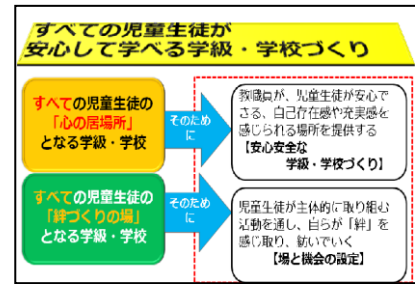 すべての児童生徒が
安心して学べる学級・学校づくり
すべての児童生徒の
「心の居場所」
となる学級・学校
そのため
に
教職員が、児童生徒が安心で
きる、自己存在感や充実感を
感じられる場所を提供する
【安心安全な
学級・学校づくり】
すべての児童生徒の
「絆づくりの場」
となる学級・学校
そのため
に
児童生徒が主体的に取り組む
活動を通し、自らが「絆」を
感じ取り、紡いでいく
【場と機会の設定】